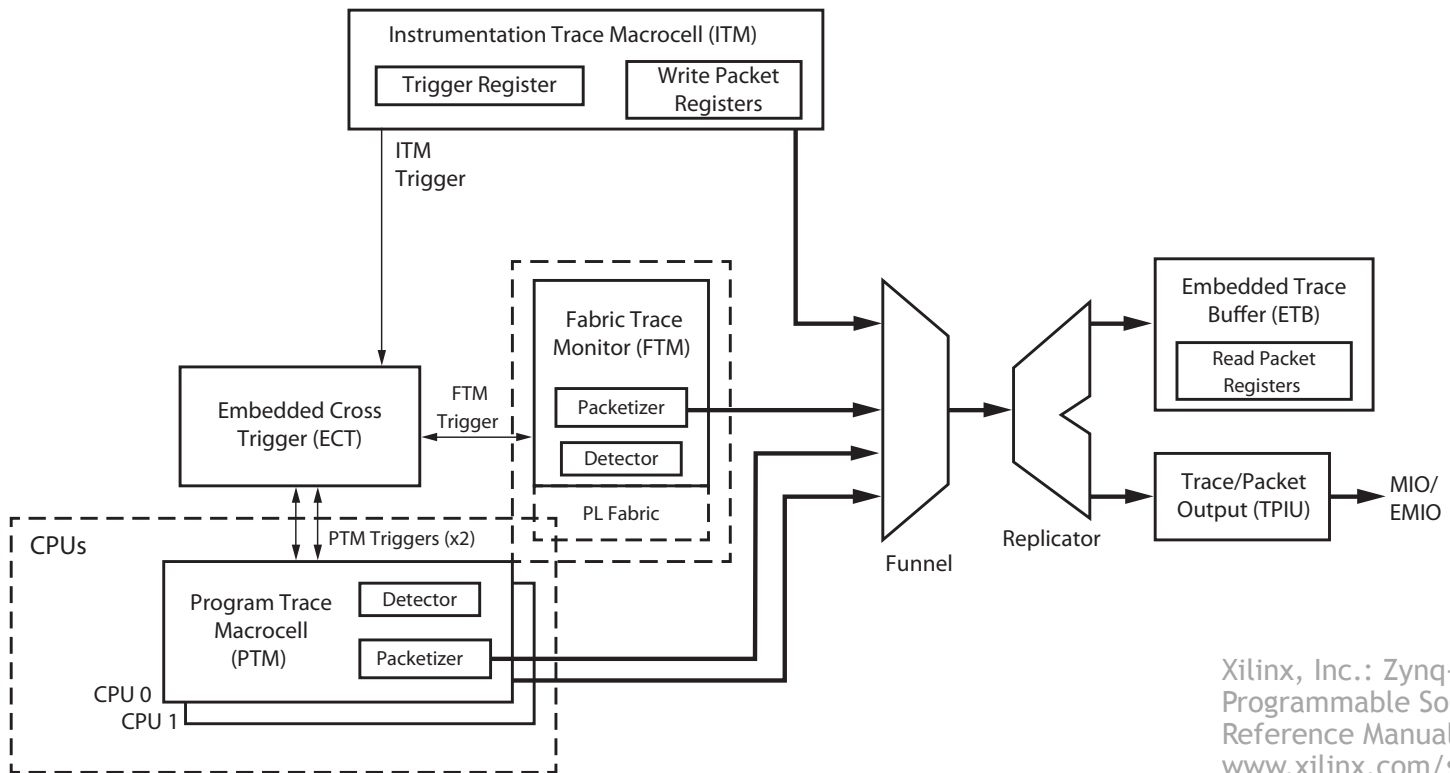 Instrumentation Trace Macrocell (ITM)
Trigger Register
Write Packet
Registers
ITM
Trigger
Fabric Trace
Monitor (FTM)
Packetizer
Detector
PL Fabric
FTM
Trigger
Embedded Cross
Trigger (ECT)
PTM Triggers (x2)
CPUs
Program Trace
Macrocell
(PTM)
Detector
Packetizer
CPU 0
CPU 1
Funnel
Replicator
Embedded Trace
Buffer (ETB)
Read Packet
Registers
Trace/Packet
Output (TPIU)
MIO/
EMIO
Xilinx, Inc.: Zynq-
Programmable So
Reference Manual
www.xilinx.com/s